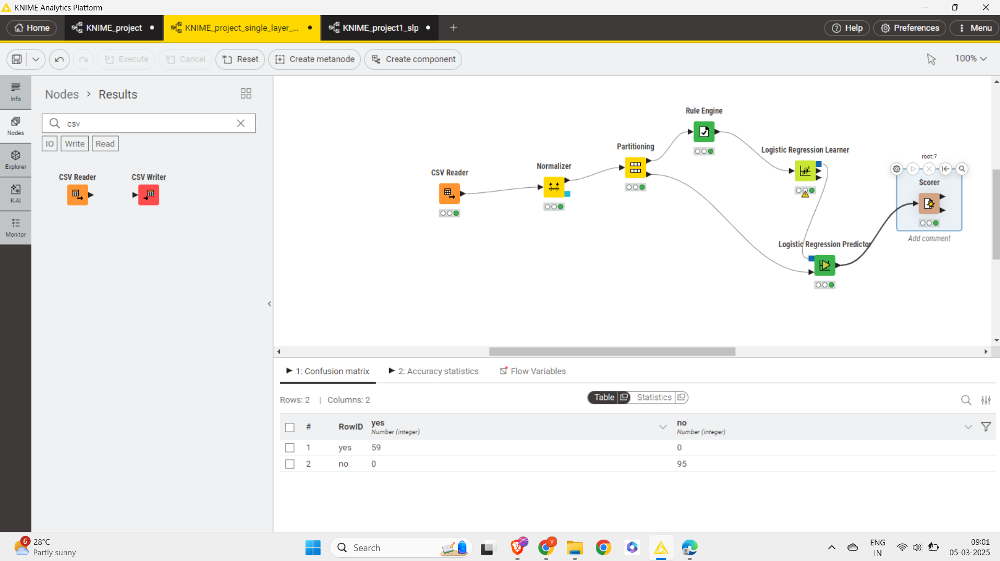 KNIME Analytics Platform
Home
KNIME_project
KNIME_project_single_layer_...
KNIME_project1_slp
Help
Preferences
Menu
Execute
Cancel
Reset
Create metanode
Create component
100%
Info
Nodes
Explorer
K-AI
Monitor
Nodes > Results
csv
IO
Write
Read
CSV Reader
CSV Writer
CSV Reader
Normalizer
Partitioning
Rule Engine
Logistic Regression Learner
Logistic Regression Predictor
root:7
Scorer
Add comment
1: Confusion matrix
2: Accuracy statistics
Flow Variables
Rows: 2 | Columns: 2
Table
Statistics
# RowID yes no
Number (integer) Number (integer)
1 yes 59 0
2 no 0 95
6
28°C
Partly sunny
Search
Y
ENG
IN
09:01
05-03-2025